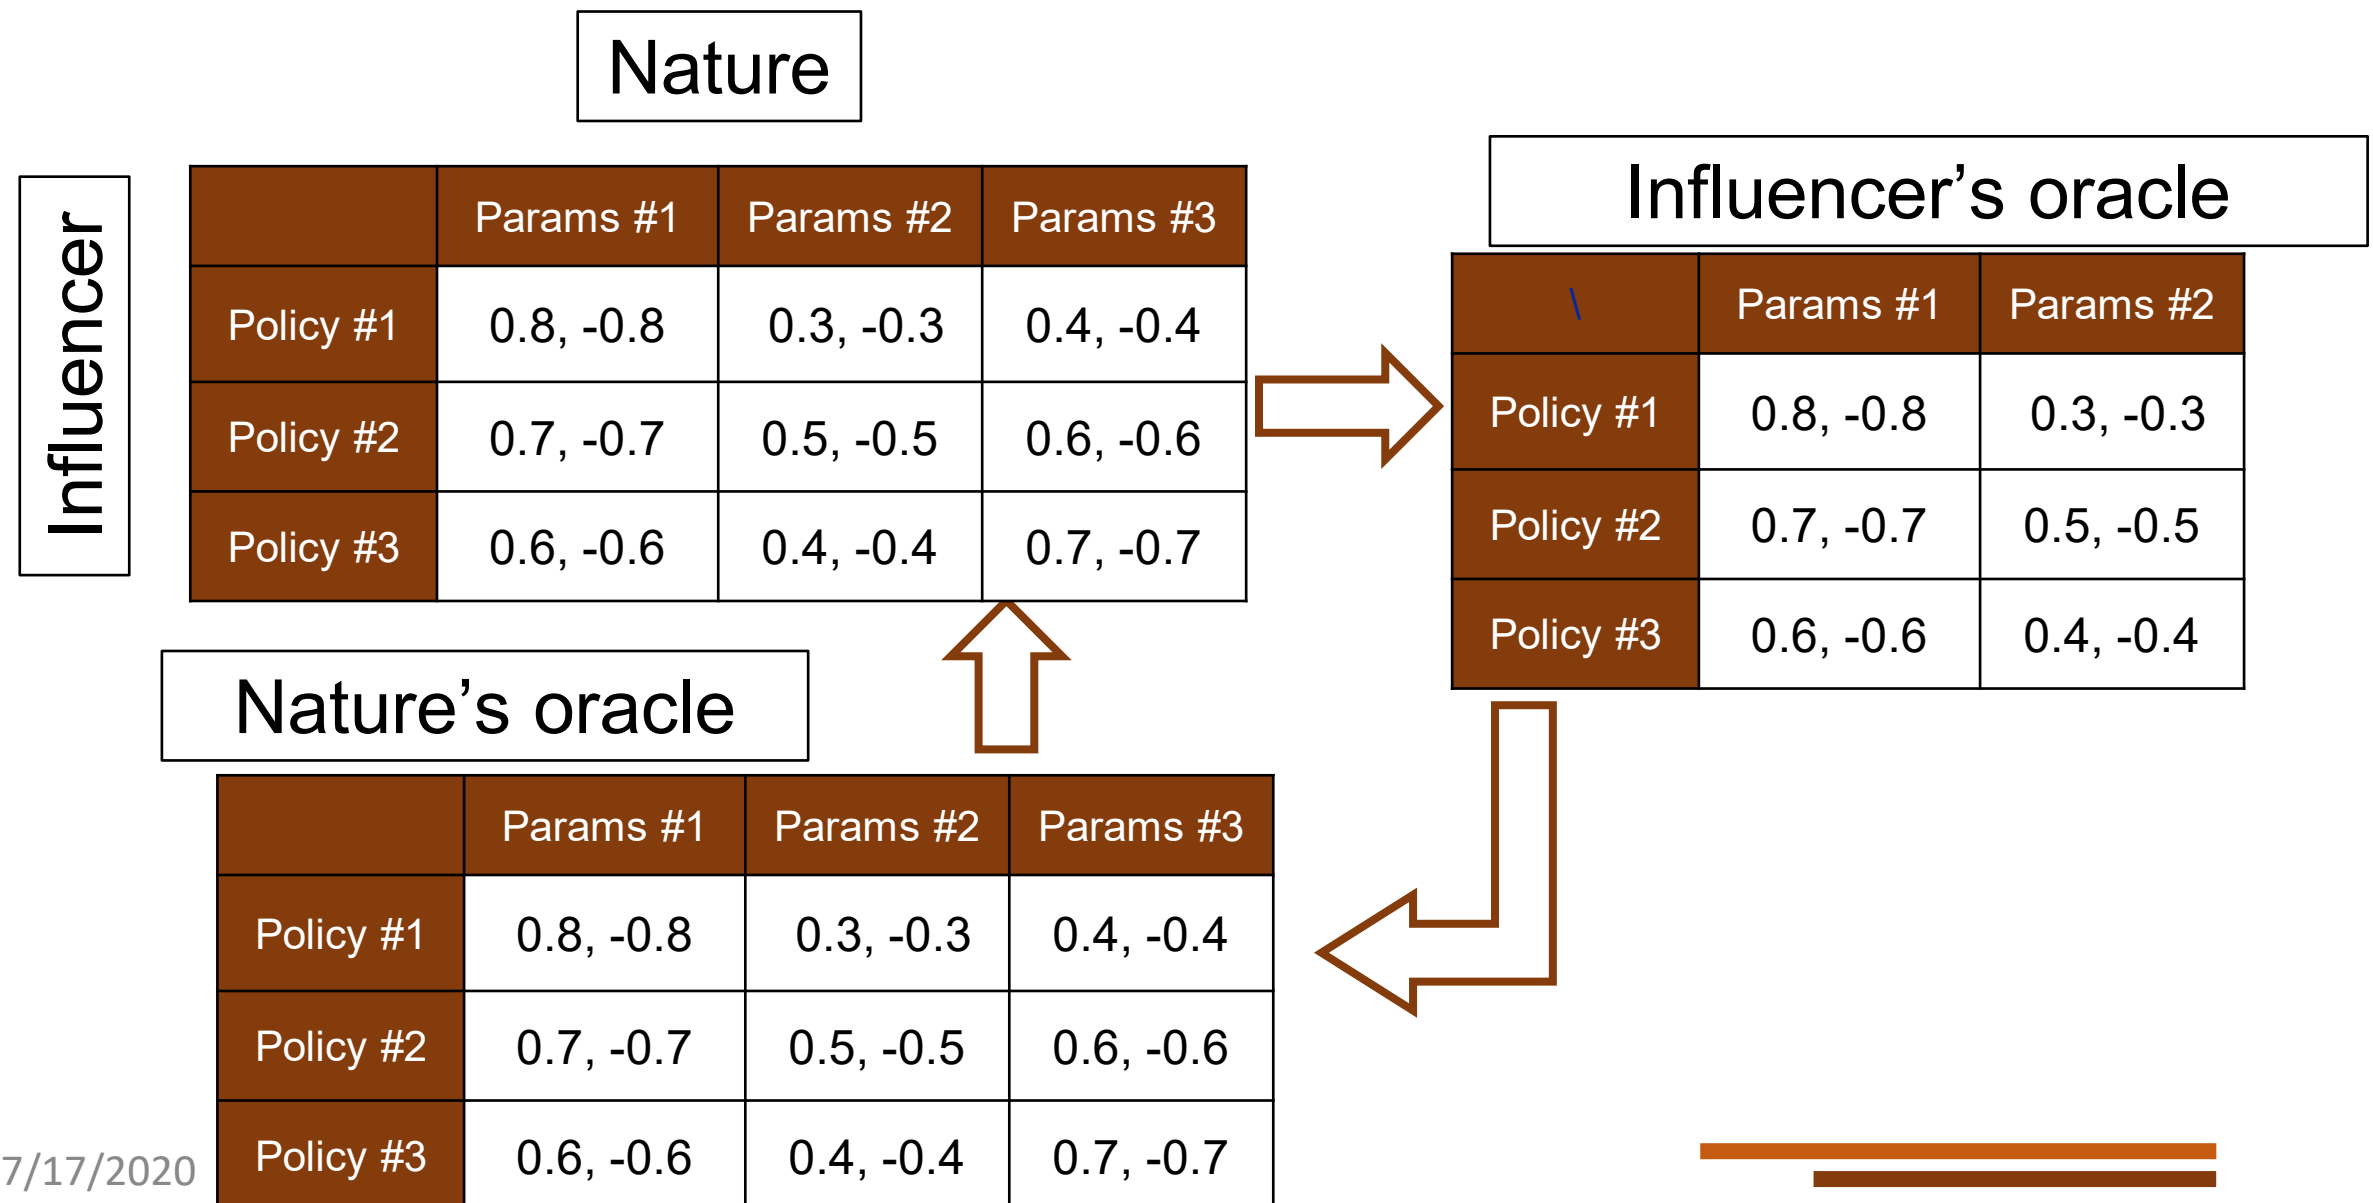 Nature
Influencer
Params #1 Params #2 Params #3
Policy #1 0.8, -0.8 0.3, -0.3 0.4, -0.4
Policy #2 0.7, -0.7 0.5, -0.5 0.6, -0.6
Policy #3 0.6, -0.6 0.4, -0.4 0.7, -0.7
Influencer’s oracle
\ Params #1 Params #2
Policy #1 0.8, -0.8 0.3, -0.3
Policy #2 0.7, -0.7 0.5, -0.5
Policy #3 0.6, -0.6 0.4, -0.4
Nature’s oracle
Params #1 Params #2 Params #3
Policy #1 0.8, -0.8 0.3, -0.3 0.4, -0.4
Policy #2 0.7, -0.7 0.5, -0.5 0.6, -0.6
Policy #3 0.6, -0.6 0.4, -0.4 0.7, -0.7
7/17/2020